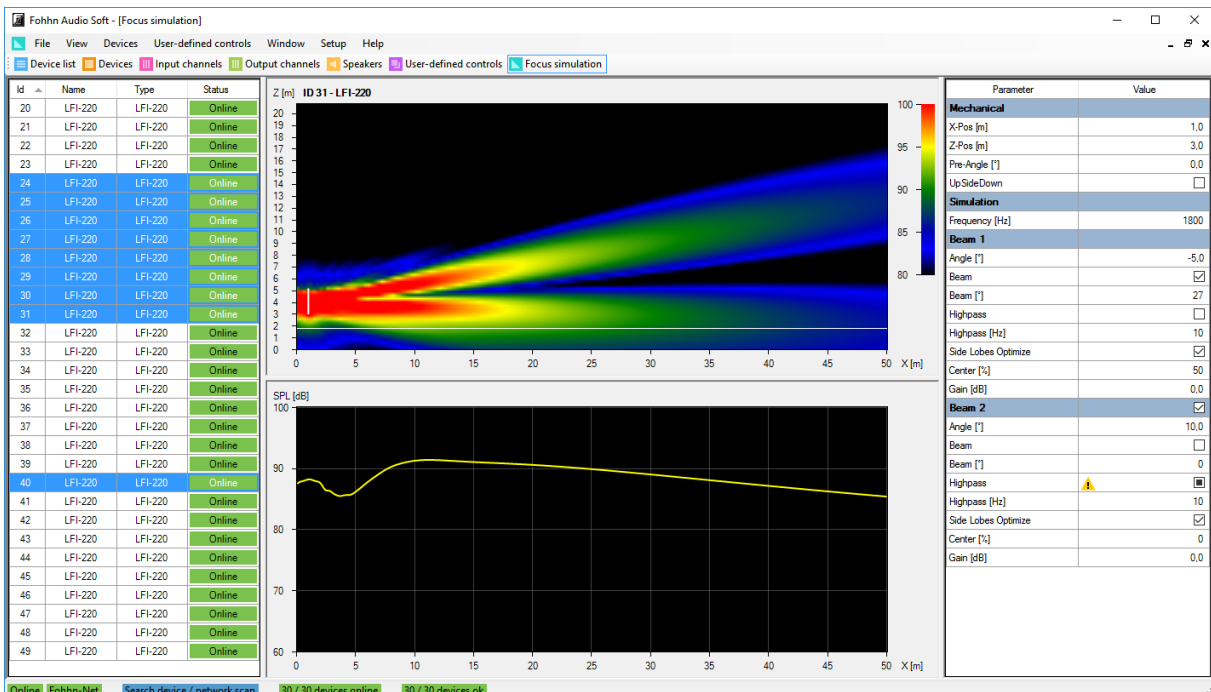 Fohhn Audio Soft - [Focus simulation]
File View Devices User-defined controls Window Setup Help
Device list Devices Input channels Output channels Speakers User-defined controls Focus simulation
Id Name Type Status
20 LFI-220 LFI-220 Online
21 LFI-220 LFI-220 Online
22 LFI-220 LFI-220 Online
23 LFI-220 LFI-220 Online
24 LFI-220 LFI-220 Online
25 LFI-220 LFI-220 Online
26 LFI-220 LFI-220 Online
27 LFI-220 LFI-220 Online
28 LFI-220 LFI-220 Online
29 LFI-220 LFI-220 Online
30 LFI-220 LFI-220 Online
31 LFI-220 LFI-220 Online
32 LFI-220 LFI-220 Online
33 LFI-220 LFI-220 Online
34 LFI-220 LFI-220 Online
35 LFI-220 LFI-220 Online
36 LFI-220 LFI-220 Online
37 LFI-220 LFI-220 Online
38 LFI-220 LFI-220 Online
39 LFI-220 LFI-220 Online
40 LFI-220 LFI-220 Online
41 LFI-220 LFI-220 Online
42 LFI-220 LFI-220 Online
43 LFI-220 LFI-220 Online
44 LFI-220 LFI-220 Online
45 LFI-220 LFI-220 Online
46 LFI-220 LFI-220 Online
47 LFI-220 LFI-220 Online
48 LFI-220 LFI-220 Online
49 LFI-220 LFI-220 Online
Z [m] ID 31 - LFI-220
20
19
18
17
16
15
14
13
12
11
10
9
8
7
6
5
4
3
2
1
0
0 5 10 15 20 25 30 35 40 45 50 X [m]
100
95
90
85
80
SPL [dB]
100
90
80
70
60
0 5 10 15 20 25 30 35 40 45 50 X [m]
Parameter Value
Mechanical
X-Pos [m] 1,0
Z-Pos [m] 3,0
Pre-Angle [°] 0,0
UpSideDown
Simulation
Frequency [Hz] 1800
Beam 1
Angle [°] -5,0
Beam
Beam [°] 27
Highpass
Highpass [Hz] 10
Side Lobes Optimize
Center [%] 50
Gain [dB] 0,0
Beam 2
Angle [°] 10,0
Beam
Beam [°] 0
Highpass
Highpass [Hz] 10
Side Lobes Optimize
Center [%] 0
Gain [dB] 0,0
Online Fohhn-Net Search device / network scan 30 / 30 devices online 30 / 30 devices ok